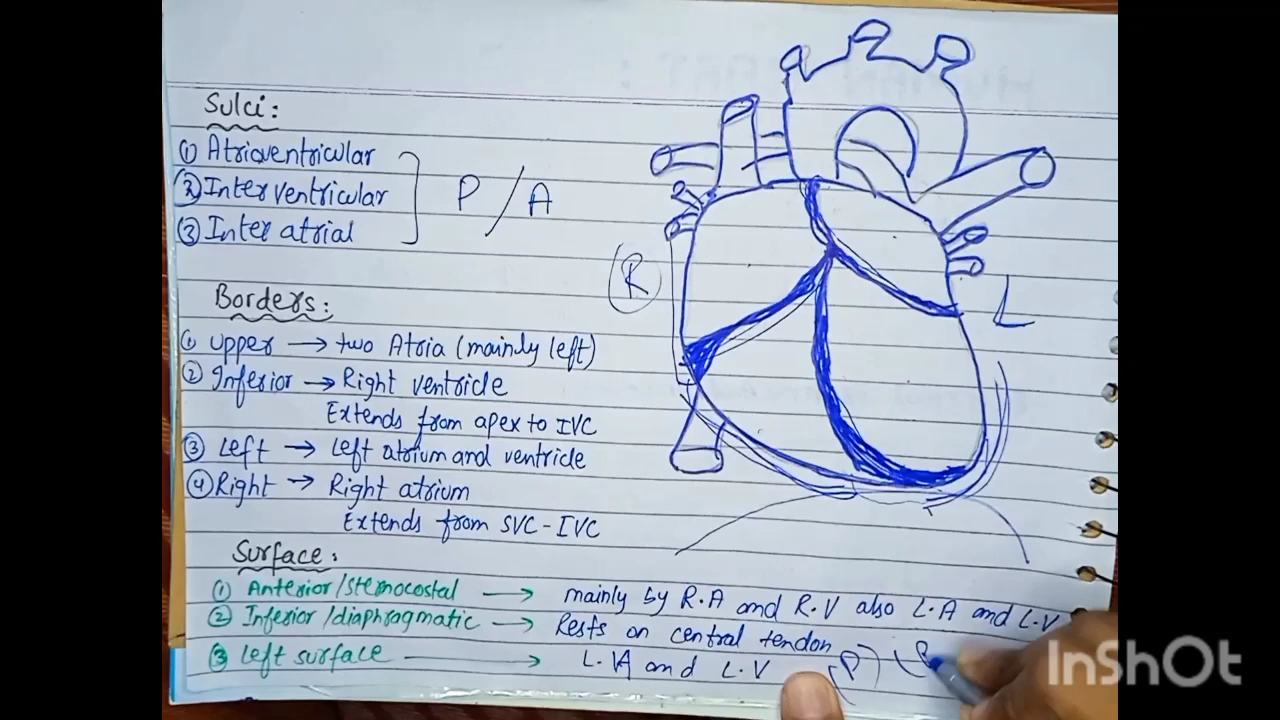 Sulci:
① Atrioventricular
② Interventricular
③ Inter atrial
P / A
Borders:
① Upper → two Atria (mainly left)
② Inferior → Right ventricle
Extends from apex to IVC
③ Left → Left atrium and ventricle
④ Right → Right atrium
Extends from SVC - IVC
Surface:
① Anterior/sternocostal → mainly by R.A and R.V also L.A and L.V
② Inferior/diaphragmatic → Rests on central tendon
③ Left surface → L.A and L.V (P)
R
L
InShOt